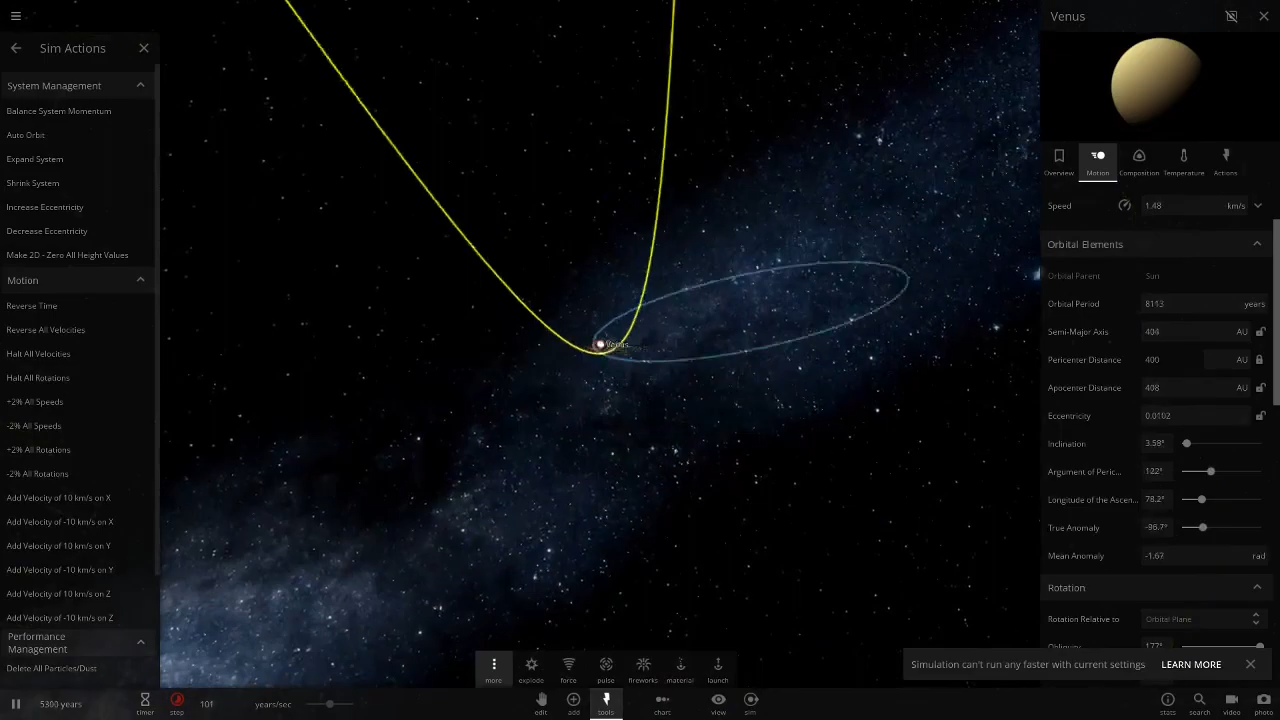 Sim Actions
System Management
Balance System Momentum
Auto Orbit
Expand System
Shrink System
Increase Eccentricity
Decrease Eccentricity
Make 2D - Zero All Height Values
Motion
Reverse Time
Reverse All Velocities
Halt All Velocities
Halt All Rotations
+2% All Speeds
-2% All Speeds
+2% All Rotations
-2% All Rotations
Add Velocity of 10 km/s on X
Add Velocity of -10 km/s on X
Add Velocity of 10 km/s on Y
Add Velocity of -10 km/s on Y
Add Velocity of 10 km/s on Z
Add Velocity of -10 km/s on Z
Performance
Management
Delete All Particles/Dust
Venus
Venus
Overview Motion Composition Temperature Actions
Speed 1.48 km/s
Orbital Elements
Orbital Parent Sun
Orbital Period 8113 years
Semi-Major Axis 404 AU
Pericenter Distance 400 AU
Apocenter Distance 408 AU
Eccentricity 0.0102
Inclination 3.58°
Argument of Peric... 122°
Longitude of the Ascen... 78.2°
True Anomaly -96.7°
Mean Anomaly -1.67 rad
Rotation
Rotation Relative to Orbital Plane
Obliquity 177°
Simulation can't run any faster with current settings LEARN MORE
more explode force pulse fireworks material launch
5300 years timer step 101 years/sec edit add tools chart view sim stats search video photo